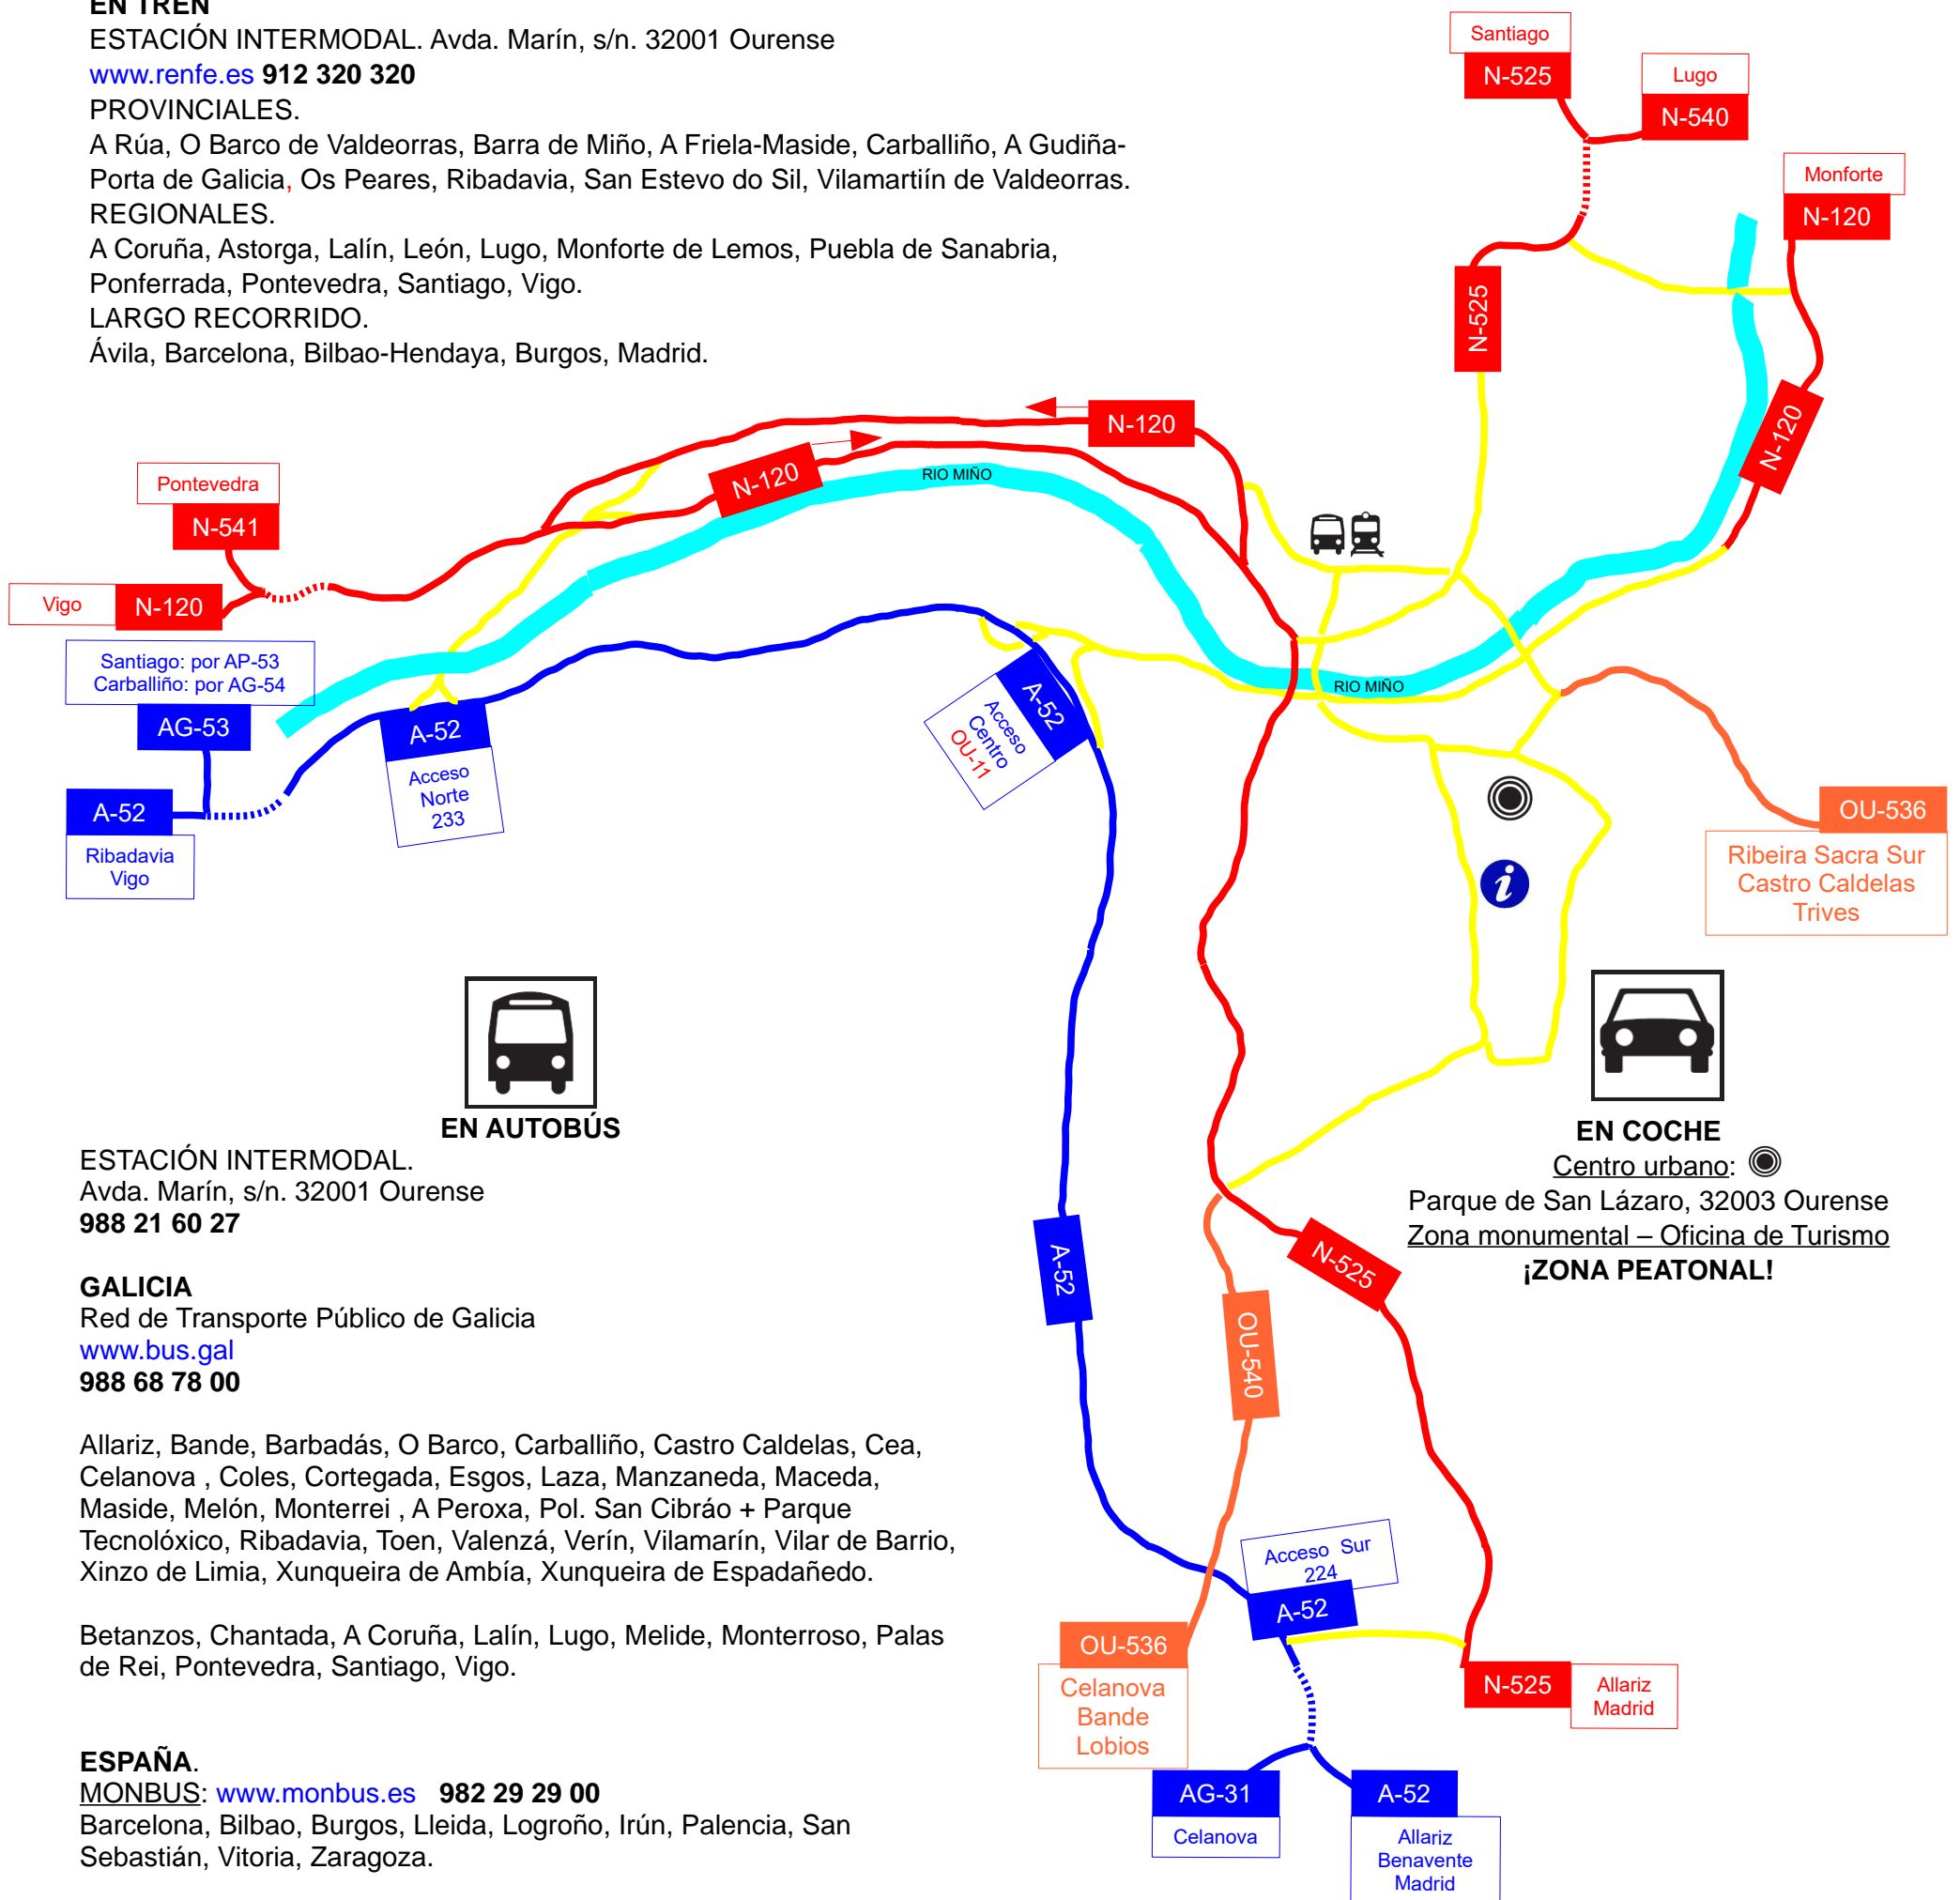 EN TREN
ESTACIÓN INTERMODAL. Avda. Marín, s/n. 32001 Ourense
www.renfe.es 912 320 320
PROVINCIALES.
A Rúa, O Barco de Valdeorras, Barra de Miño, A Friela-Maside, Carballiño, A Gudiña-
Porta de Galicia, Os Peares, Ribadavia, San Estevo do Sil, Vilamartiín de Valdeorras.
REGIONALES.
A Coruña, Astorga, Lalín, León, Lugo, Monforte de Lemos, Puebla de Sanabria,
Ponferrada, Pontevedra, Santiago, Vigo.
LARGO RECORRIDO.
Ávila, Barcelona, Bilbao-Hendaya, Burgos, Madrid.
Santiago
N-525
Lugo
N-540
Monforte
N-120
N-525
N-120
N-120
N-120
RIO MIÑO
Pontevedra
N-541
Vigo
N-120
Santiago: por AP-53
Carballiño: por AG-54
AG-53
A-52
Ribadavia
Vigo
A-52
Acceso
Norte
233
A-52
Acceso
Centro
OU-11
RIO MIÑO
OU-536
Ribeira Sacra Sur
Castro Caldelas
Trives
EN AUTOBÚS
ESTACIÓN INTERMODAL.
Avda. Marín, s/n. 32001 Ourense
988 21 60 27
GALICIA
Red de Transporte Público de Galicia
www.bus.gal
988 68 78 00
Allariz, Bande, Barbadás, O Barco, Carballiño, Castro Caldelas, Cea,
Celanova , Coles, Cortegada, Esgos, Laza, Manzaneda, Maceda,
Maside, Melón, Monterrei , A Peroxa, Pol. San Cibráo + Parque
Tecnolóxico, Ribadavia, Toen, Valenzá, Verín, Vilamarín, Vilar de Barrio,
Xinzo de Limia, Xunqueira de Ambía, Xunqueira de Espadañedo.
Betanzos, Chantada, A Coruña, Lalín, Lugo, Melide, Monterroso, Palas
de Rei, Pontevedra, Santiago, Vigo.
ESPAÑA.
MONBUS: www.monbus.es 982 29 29 00
Barcelona, Bilbao, Burgos, Lleida, Logroño, Irún, Palencia, San
Sebastián, Vitoria, Zaragoza.
i
EN COCHE
Centro urbano:
Parque de San Lázaro, 32003 Ourense
Zona monumental – Oficina de Turismo
¡ZONA PEATONAL!
A-52
N-525
OU-540
Acceso Sur
224
A-52
OU-536
Celanova
Bande
Lobios
N-525
Allariz
Madrid
AG-31
Celanova
A-52
Allariz
Benavente
Madrid